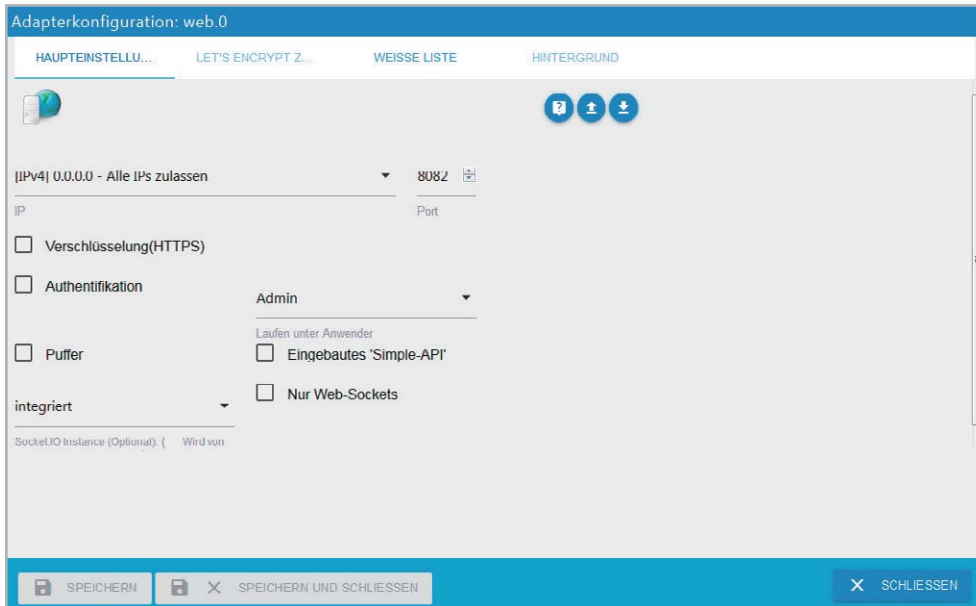 Adapterkonfiguration: web.0
HAUPTEINSTELLU... LET'S ENCRYPT Z... WEISSE LISTE HINTERGRUND
[IPv4] 0.0.0.0 - Alle IPs zulassen 8082
IP Port
Verschlüsselung(HTTPS)
Authentifikation
Admin
Laufen unter Anwender
Puffer Eingebautes 'Simple-API'
Nur Web-Sockets
integriert
Socket.IO Instance (Optional). ( Wird von
SPEICHERN SPEICHERN UND SCHLIESSEN SCHLIESSEN